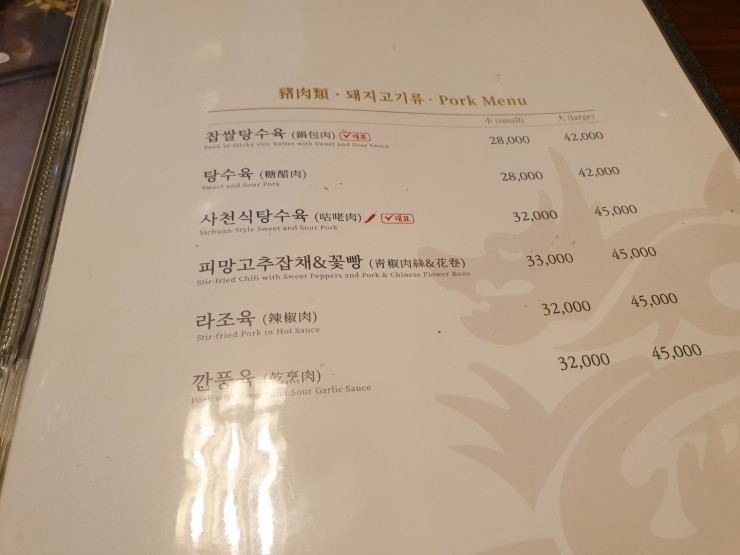 豬肉類 · 돼지고기류 · Pork Menu
小 (small) 大 (large)
찹쌀탕수육 (鍋包肉) 대표 28,000 42,000
Pork in Sticky rice batter with Sweet and Sour Sauce
탕수육 (糖醋肉) 28,000 42,000
Sweet and Sour Pork
사천식탕수육 (咕咾肉) 대표 32,000 45,000
Sichuan-Style Sweet and Sour Pork
피망고추잡채&꽃빵 (靑椒肉絲&花卷) 33,000 45,000
Stir-fried Chili with Sweet Peppers and Pork & Chinese Flower Buns
라조육 (辣椒肉) 32,000 45,000
Stir-fried Pork in Hot Sauce
깐풍육 (乾烹肉) 32,000 45,000
Pork with and Sour Garlic Sauce